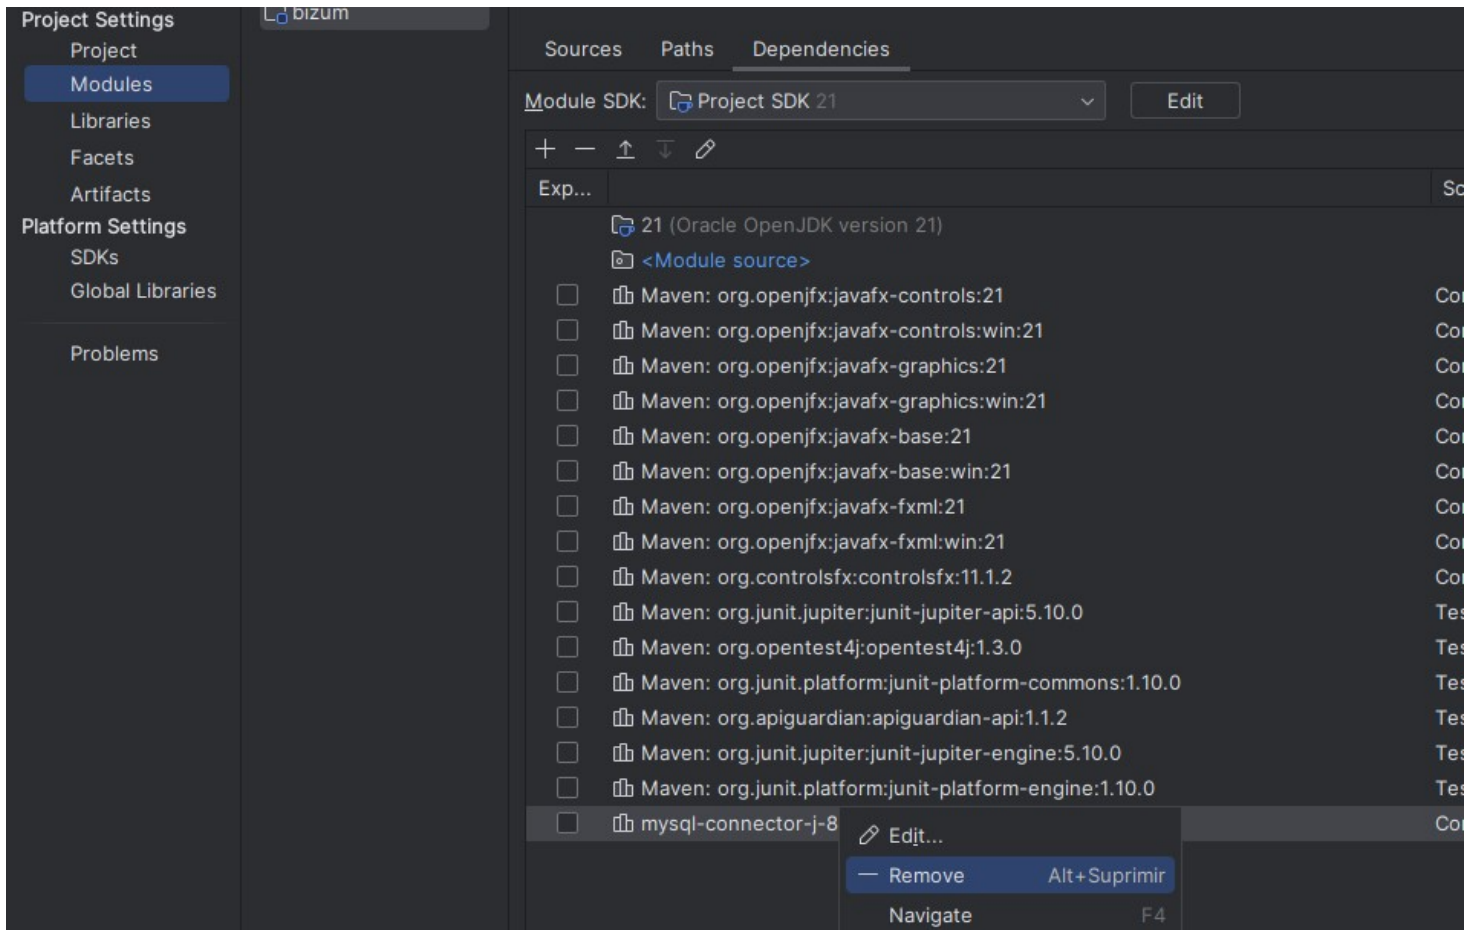 Project Settings
Project
Modules
Libraries
Facets
Artifacts
Platform Settings
SDKs
Global Libraries
Problems
bizum
Sources Paths Dependencies
Module SDK: Project SDK 21 Edit
Exp...
21 (Oracle OpenJDK version 21)
<Module source>
Maven: org.openjfx:javafx-controls:21
Maven: org.openjfx:javafx-controls:win:21
Maven: org.openjfx:javafx-graphics:21
Maven: org.openjfx:javafx-graphics:win:21
Maven: org.openjfx:javafx-base:21
Maven: org.openjfx:javafx-base:win:21
Maven: org.openjfx:javafx-fxml:21
Maven: org.openjfx:javafx-fxml:win:21
Maven: org.controlsfx:controlsfx:11.1.2
Maven: org.junit.jupiter:junit-jupiter-api:5.10.0
Maven: org.opentest4j:opentest4j:1.3.0
Maven: org.junit.platform:junit-platform-commons:1.10.0
Maven: org.apiguardian:apiguardian-api:1.1.2
Maven: org.junit.jupiter:junit-jupiter-engine:5.10.0
Maven: org.junit.platform:junit-platform-engine:1.10.0
mysql-connector-j-8
Edit...
Remove Alt+Suprimir
Navigate F4